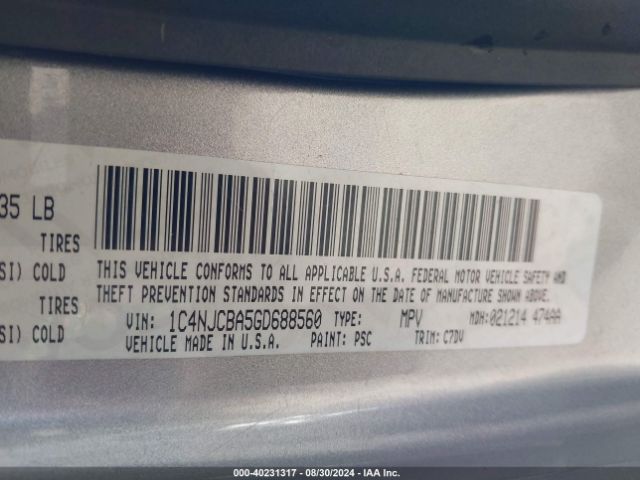 35 LB
TIRES
SI) COLD
TIRES
SI) COLD
THIS VEHICLE CONFORMS TO ALL APPLICABLE U.S.A. FEDERAL MOTOR VEHICLE SAFETY AND
THEFT PREVENTION STANDARDS IN EFFECT ON THE DATE OF MANUFACTURE SHOWN ABOVE.
VIN: 1C4NJCBA5GD688560 TYPE: MPV MDH:021214 474AA
VEHICLE MADE IN U.S.A. PAINT: PSC TRIM: C7DV
000-40231317 - 08/30/2024 - IAA Inc.